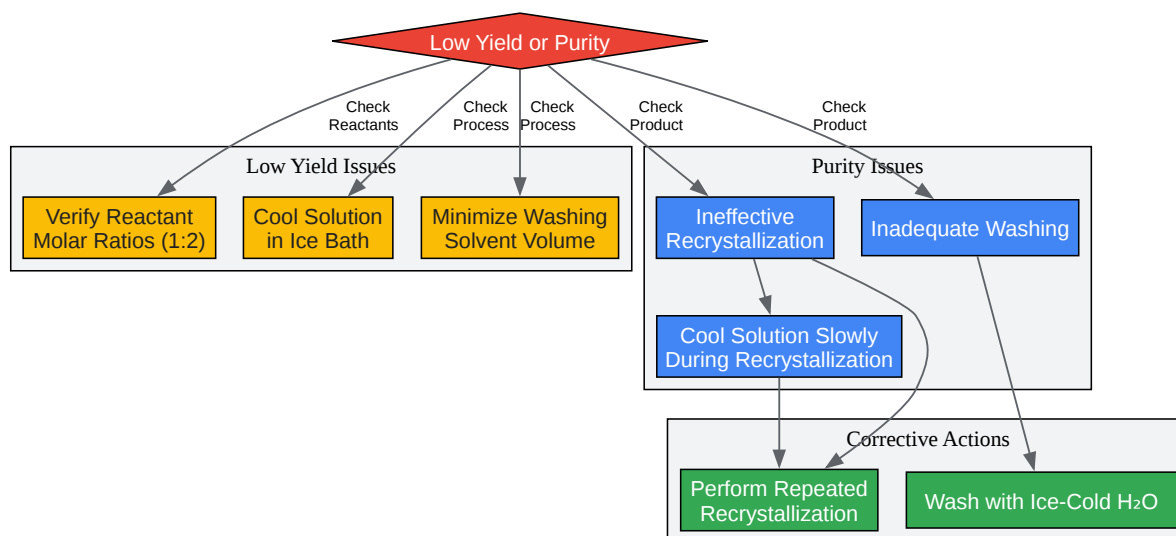 Low Yield or Purity
Check
Reactants
Check
Process
Check
Process
Check
Product
Check
Product
Low Yield Issues
Verify Reactant
Molar Ratios (1:2)
Cool Solution
in Ice Bath
Minimize Washing
Solvent Volume
Purity Issues
Ineffective
Recrystallization
Inadequate Washing
Cool Solution Slowly
During Recrystallization
Corrective Actions
Perform Repeated
Recrystallization
Wash with Ice-Cold H₂O